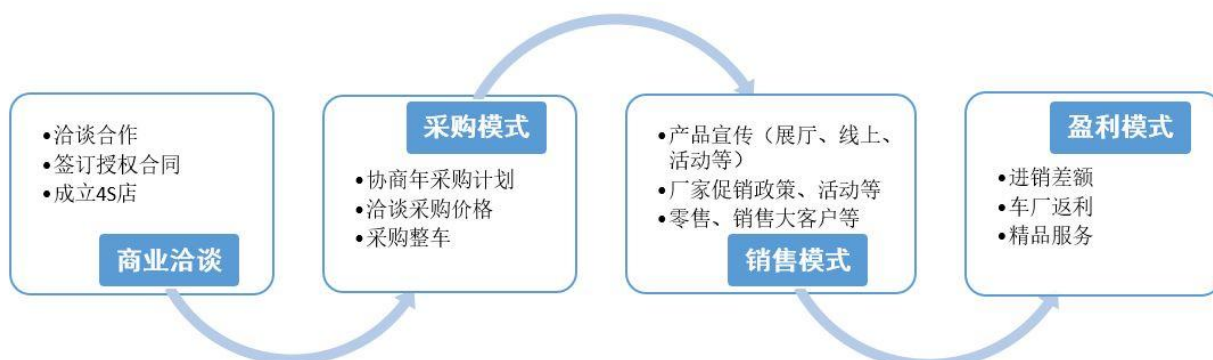 •洽谈合作
•签订授权合同
•成立4S店
商业洽谈
采购模式
•协商年采购计划
•洽谈采购价格
•采购整车
•产品宣传（展厅、线上、
活动等）
•厂家促销政策、活动等
•零售、销售大客户等
销售模式
盈利模式
•进销差额
•车厂返利
•精品服务